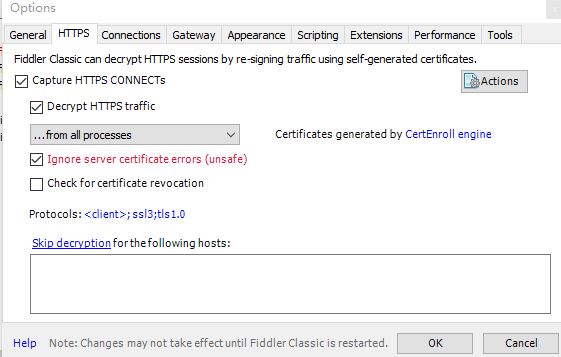 Options
General HTTPS Connections Gateway Appearance Scripting Extensions Performance Tools
Fiddler Classic can decrypt HTTPS sessions by re-signing traffic using self-generated certificates.
Capture HTTPS CONNECTs
Actions
Decrypt HTTPS traffic
...from all processes
Certificates generated by CertEnroll engine
Ignore server certificate errors (unsafe)
Check for certificate revocation
Protocols: <client>;ssl3;tls1.0
Skip decryption for the following hosts:
Help Note: Changes may not take effect until Fiddler Classic is restarted. OK Cancel